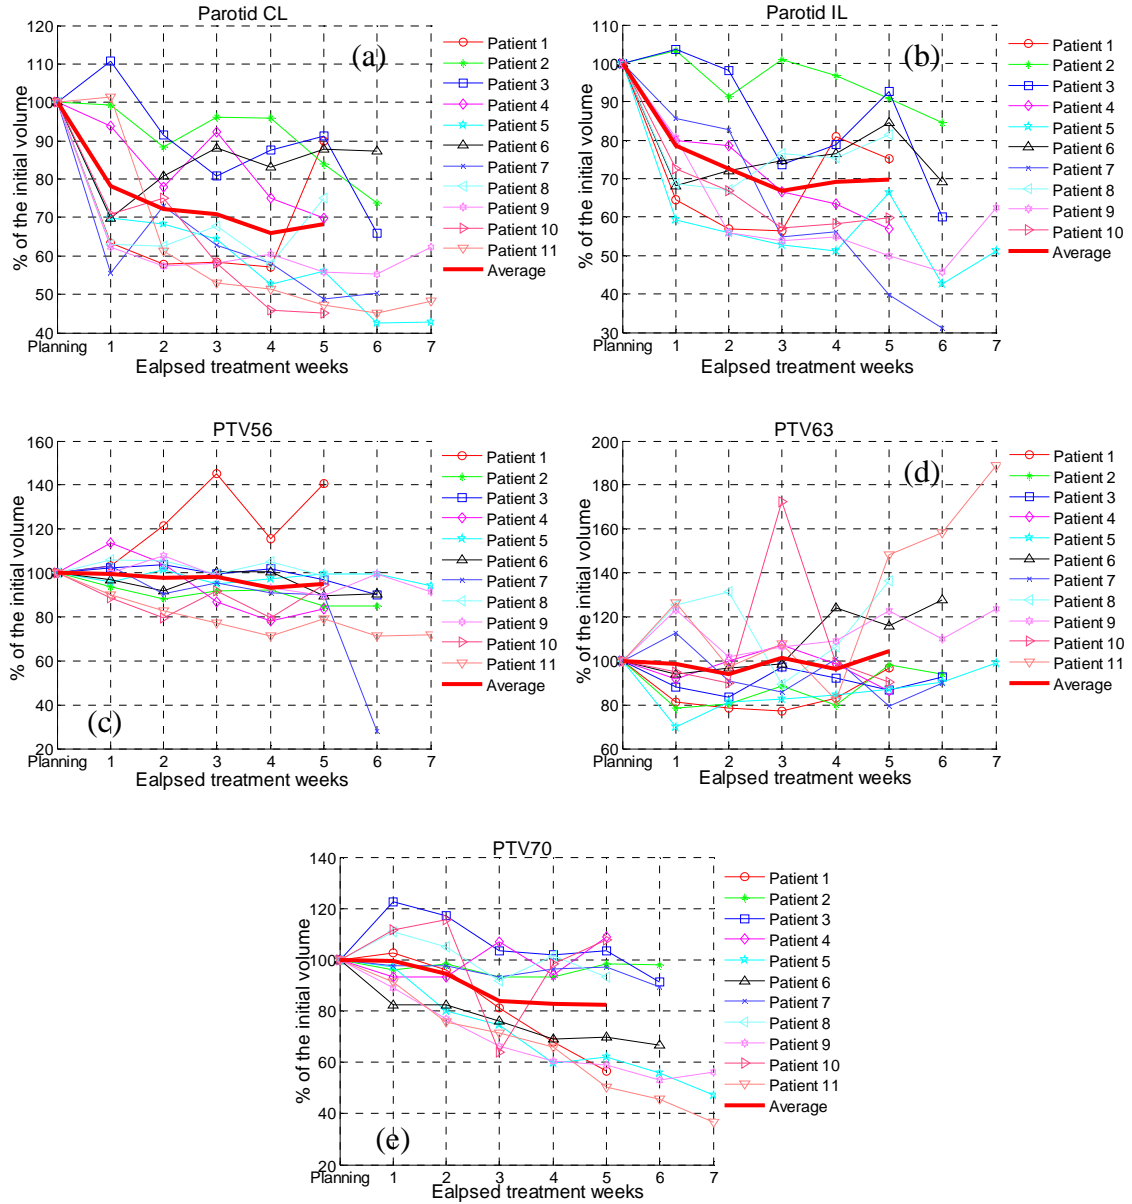 Parotid CL
120
110
100
90
80
70
60
50
40
% of the initial volume
Planning 1 2 3 4 5 6 7
Ealpsed treatment weeks
(a)
Patient 1
Patient 2
Patient 3
Patient 4
Patient 5
Patient 6
Patient 7
Patient 8
Patient 9
Patient 10
Patient 11
Average
Parotid IL
110
100
90
80
70
60
50
40
30
% of the initial volume
Planning 1 2 3 4 5 6 7
Ealpsed treatment weeks
(b)
Patient 1
Patient 2
Patient 3
Patient 4
Patient 5
Patient 6
Patient 7
Patient 8
Patient 9
Patient 10
Average
PTV56
160
140
120
100
80
60
40
20
% of the initial volume
Planning 1 2 3 4 5 6 7
Ealpsed treatment weeks
(c)
Patient 1
Patient 2
Patient 3
Patient 4
Patient 5
Patient 6
Patient 7
Patient 8
Patient 9
Patient 10
Patient 11
Average
PTV63
200
180
160
140
120
100
80
60
% of the initial volume
Planning 1 2 3 4 5 6 7
Ealpsed treatment weeks
(d)
Patient 1
Patient 2
Patient 3
Patient 4
Patient 5
Patient 6
Patient 7
Patient 8
Patient 9
Patient 10
Patient 11
Average
PTV70
140
120
100
80
60
40
20
% of the initial volume
Planning 1 2 3 4 5 6 7
Ealpsed treatment weeks
(e)
Patient 1
Patient 2
Patient 3
Patient 4
Patient 5
Patient 6
Patient 7
Patient 8
Patient 9
Patient 10
Patient 11
Average